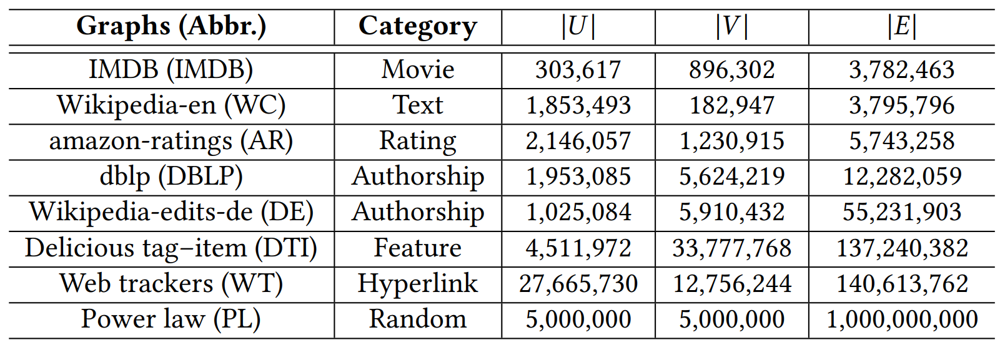 Graphs (Abbr.) Category |U| |V| |E|
IMDB (IMDB) Movie 303,617 896,302 3,782,463
Wikipedia-en (WC) Text 1,853,493 182,947 3,795,796
amazon-ratings (AR) Rating 2,146,057 1,230,915 5,743,258
dblp (DBLP) Authorship 1,953,085 5,624,219 12,282,059
Wikipedia-edits-de (DE) Authorship 1,025,084 5,910,432 55,231,903
Delicious tag–item (DTI) Feature 4,511,972 33,777,768 137,240,382
Web trackers (WT) Hyperlink 27,665,730 12,756,244 140,613,762
Power law (PL) Random 5,000,000 5,000,000 1,000,000,000